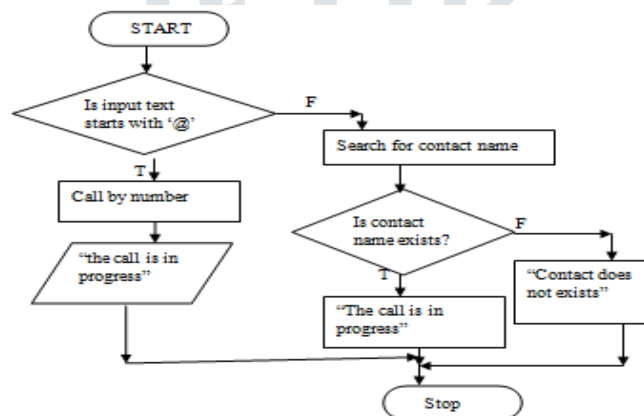 START
Is input text
starts with ‘@’
F
Search for contact name
T
Call by number
Is contact
name exists?
F
“the call is in
progress”
“Contact does
not exists”
T
“The call is in
progress”
Stop